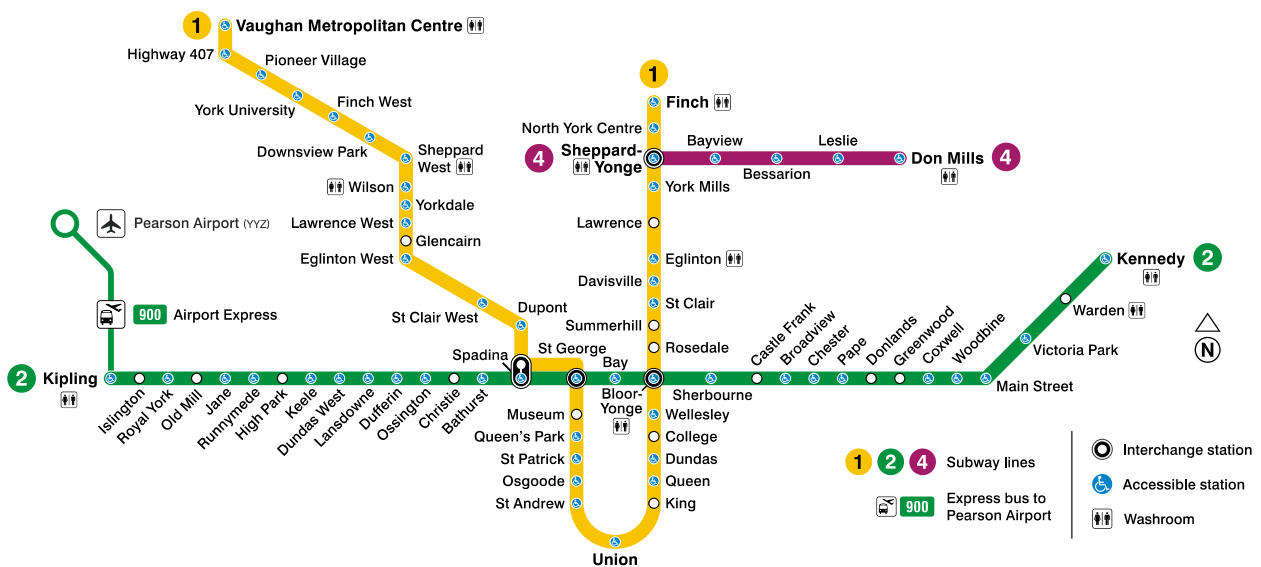 1 Vaughan Metropolitan Centre
Highway 407
Pioneer Village
York University
Finch West
Downsview Park
Sheppard
West
Wilson
Yorkdale
Lawrence West
Glencairn
Eglinton West
St Clair West
Dupont
Spadina
St George
Museum
Queen's Park
St Patrick
Osgoode
St Andrew
Union
1
Finch
North York Centre
4 Sheppard-
Yonge
Bayview
Bessarion
Leslie
Don Mills 4
York Mills
Lawrence
Eglinton
Davisville
St Clair
Summerhill
Rosedale
Bay
Bloor-
Yonge
Wellesley
College
Dundas
Queen
King
Pearson Airport (YYZ)
900 Airport Express
2 Kipling
Islington
Royal York
Old Mill
Jane
Runnymede
High Park
Keele
Dundas West
Lansdowne
Dufferin
Ossington
Christie
Bathurst
Sherbourne
Castle Frank
Broadview
Chester
Pape
Donlands
Greenwood
Coxwell
Woodbine
Main Street
Victoria Park
Warden
Kennedy 2
N
1 2 4 Subway lines
900 Express bus to
Pearson Airport
Interchange station
Accessible station
Washroom